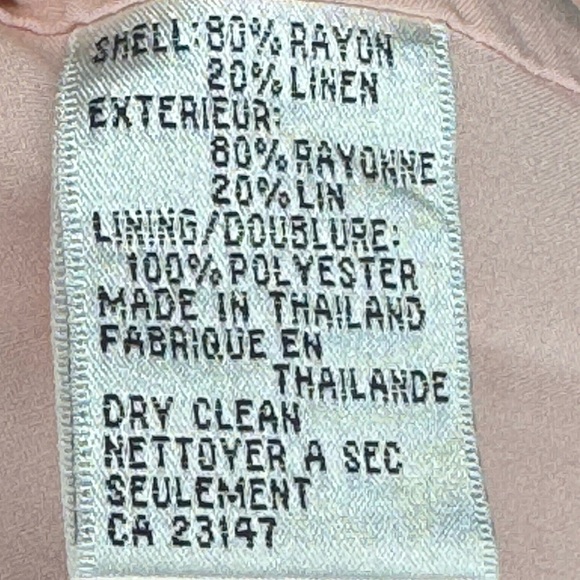 SHELL: 80% RAYON
20% LINEN
EXTERIEUR:
80% RAYONNE
20% LIN
LINING/DOUBLURE:
100% POLYESTER
MADE IN THAILAND
FABRIQUE EN
THAILANDE
DRY CLEAN
NETTOYER A SEC
SEULEMENT
CA 23147